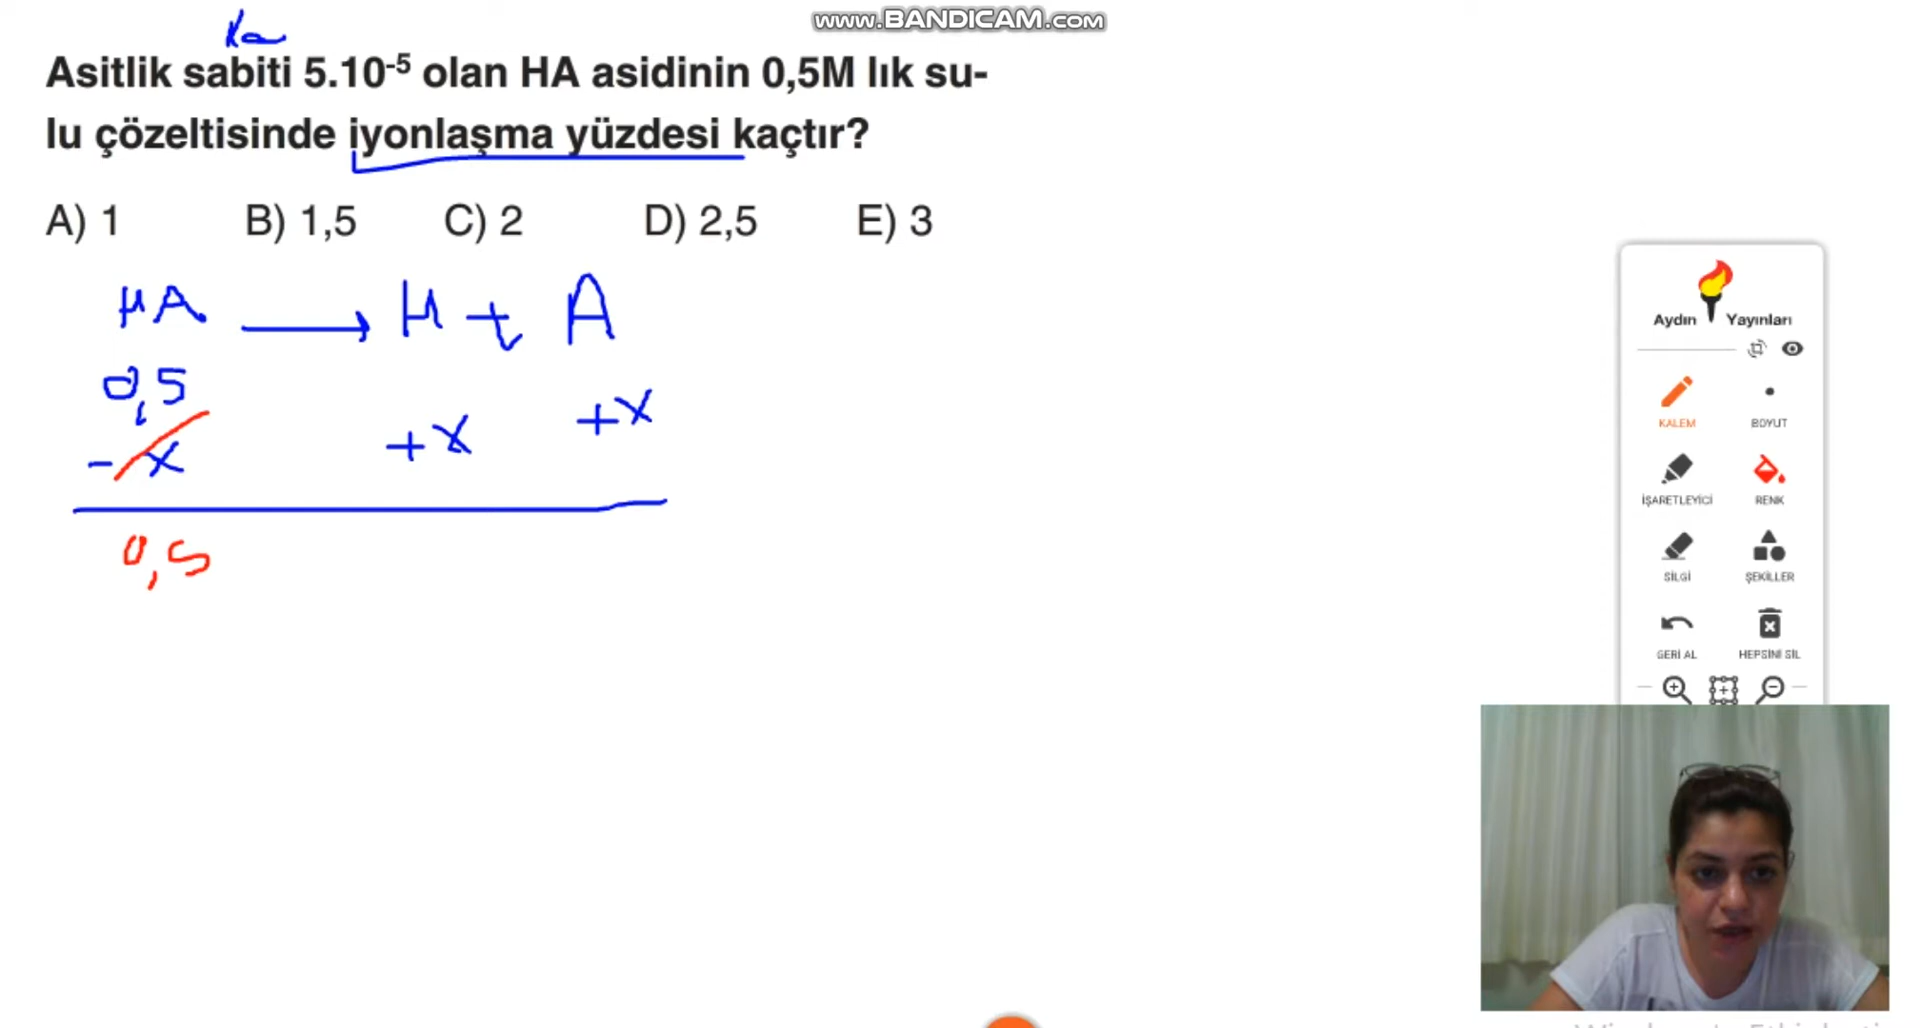 www.BANDICAM.com
Ka
Asitlik sabiti 5.10⁻⁵ olan HA asidinin 0,5M lık su-
lu çözeltisinde iyonlaşma yüzdesi kaçtır?
A) 1 B) 1,5 C) 2 D) 2,5 E) 3
HA → H + A
0,5
-x +x +x
0,5
Aydın Yayınları
KALEM BOYUT
İŞARETLEYİCİ RENK
SİLGİ ŞEKİLLER
GERİ AL HEPSİNİ SİL